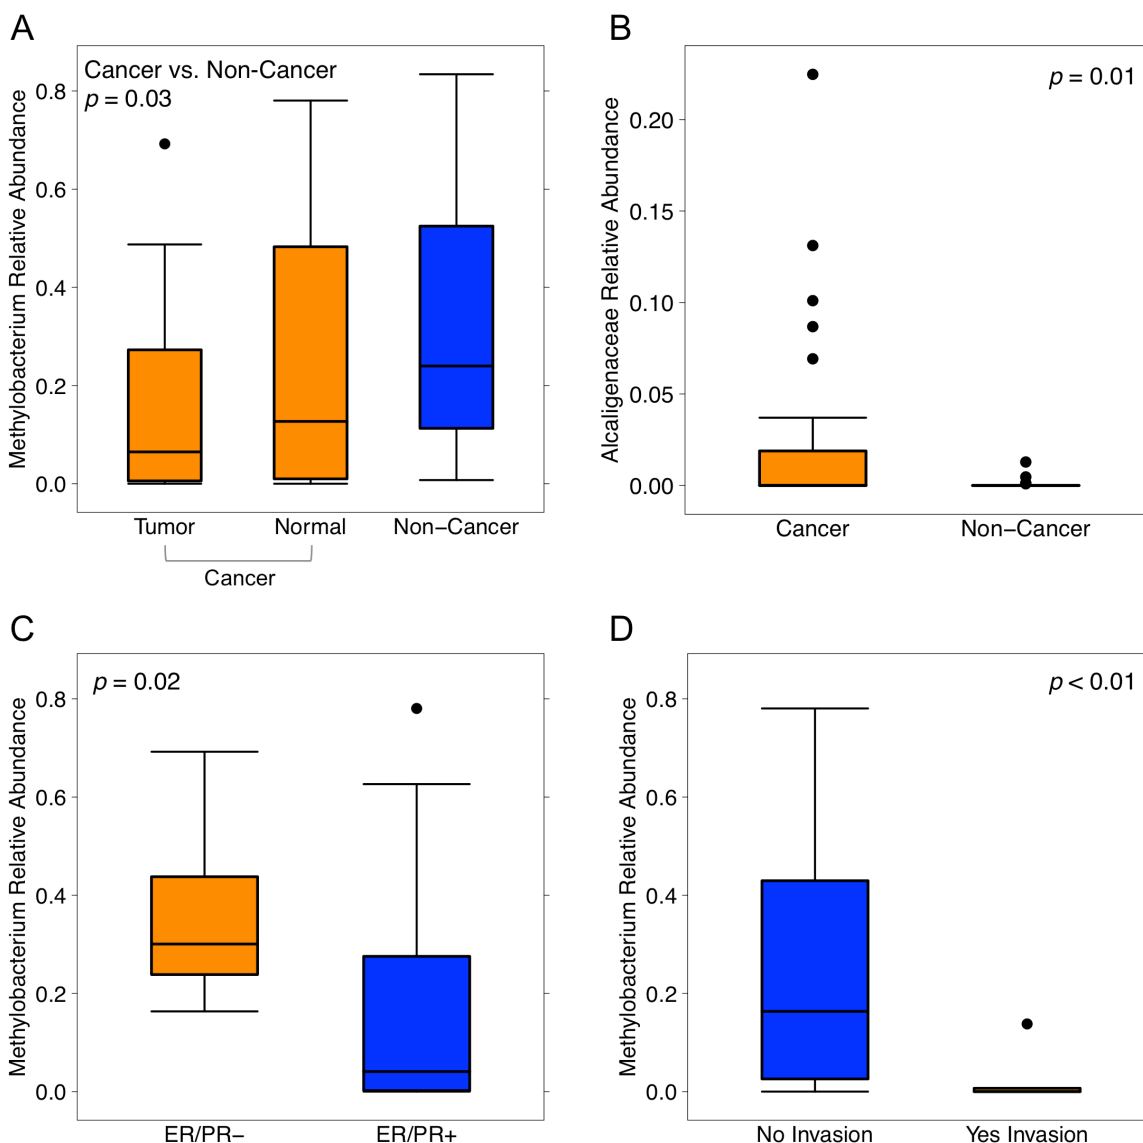 A
Methylobacterium Relative Abundance
0.8
0.6
0.4
0.2
0.0
Cancer vs. Non-Cancer
p = 0.03
Tumor
Normal
Non−Cancer
Cancer
B
Alcaligenaceae Relative Abundance
0.20
0.15
0.10
0.05
0.00
p = 0.01
Cancer
Non−Cancer
C
Methylobacterium Relative Abundance
0.8
0.6
0.4
0.2
0.0
p = 0.02
ER/PR−
ER/PR+
D
Methylobacterium Relative Abundance
0.8
0.6
0.4
0.2
0.0
p < 0.01
No Invasion
Yes Invasion